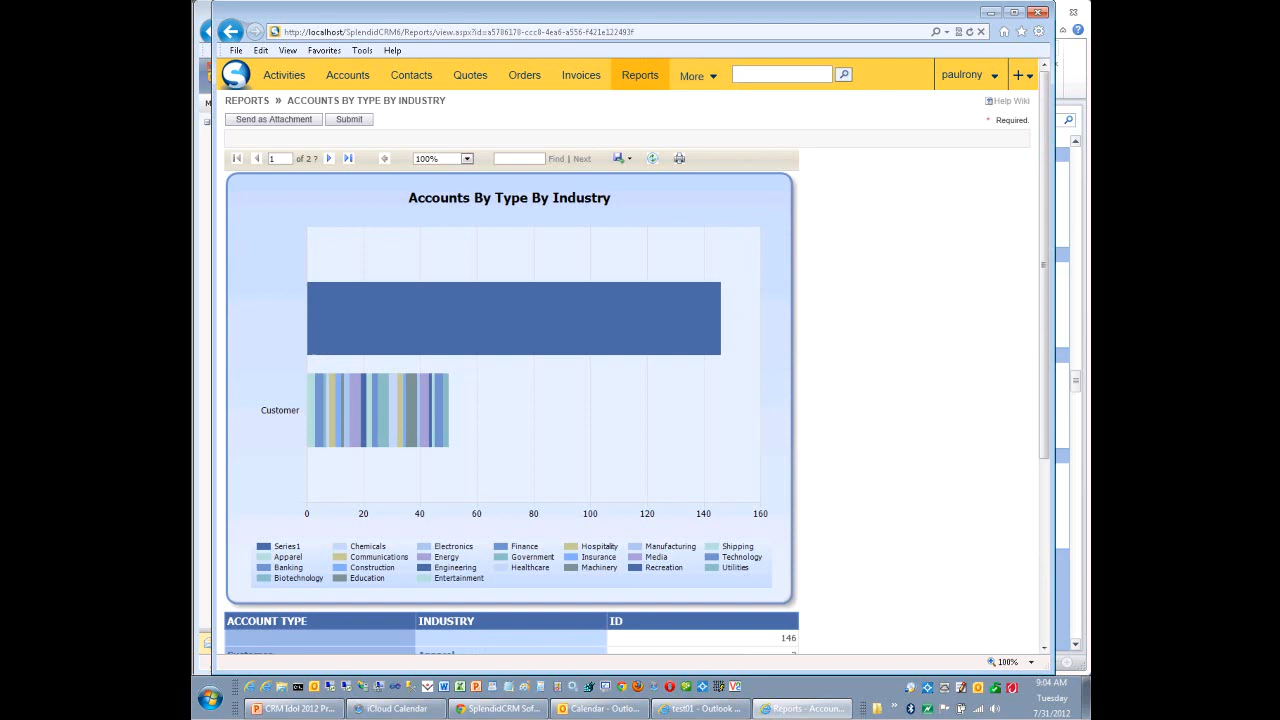 http://localhost/SplendidCRM6/Reports/view.aspx?id=a5786178-ccc0-4ea6-a556-f421e122493f
File Edit View Favorites Tools Help
Activities Accounts Contacts Quotes Orders Invoices Reports More paulrony
REPORTS » ACCOUNTS BY TYPE BY INDUSTRY Help Wiki
Send as Attachment Submit * Required.
1 of 2 ? 100% Find | Next
Accounts By Type By Industry
Customer
0 20 40 60 80 100 120 140 160
Series1 Chemicals Electronics Finance Hospitality Manufacturing Shipping
Apparel Communications Energy Government Insurance Media Technology
Banking Construction Engineering Healthcare Machinery Recreation Utilities
Biotechnology Education Entertainment
ACCOUNT TYPE INDUSTRY ID
146
Customer Apparel 3
100%
9:04 AM
Tuesday
7/31/2012
CRM Idol 2012 Pr... iCloud Calendar SplendidCRM Sof... Calendar - Outlo... test01 - Outlook ... Reports - Accoun...